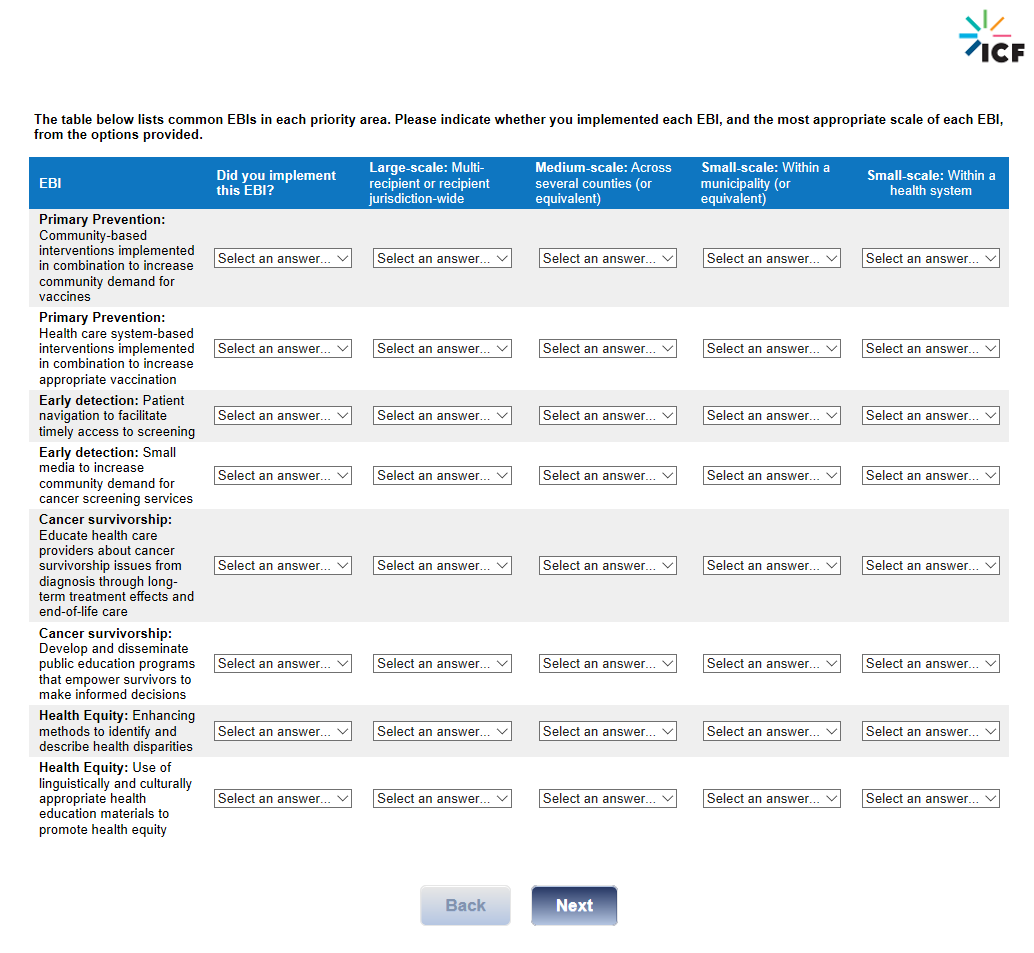 ICF
The table below lists common EBIs in each priority area. Please indicate whether you implemented each EBI, and the most appropriate scale of each EBI,
from the options provided.
EBI
Did you implement
this EBI?
Large-scale: Multi-
recipient or recipient
jurisdiction-wide
Medium-scale: Across
several counties (or
equivalent)
Small-scale: Within a
municipality (or
equivalent)
Small-scale: Within a
health system
Primary Prevention:
Community-based
interventions implemented
in combination to increase
community demand for
vaccines
Select an answer...
Select an answer...
Select an answer...
Select an answer...
Select an answer...
Primary Prevention:
Health care system-based
interventions implemented
in combination to increase
appropriate vaccination
Select an answer...
Select an answer...
Select an answer...
Select an answer...
Select an answer...
Early detection: Patient
navigation to facilitate
timely access to screening
Select an answer...
Select an answer...
Select an answer...
Select an answer...
Select an answer...
Early detection: Small
media to increase
community demand for
cancer screening services
Select an answer...
Select an answer...
Select an answer...
Select an answer...
Select an answer...
Cancer survivorship:
Educate health care
providers about cancer
survivorship issues from
diagnosis through long-
term treatment effects and
end-of-life care
Select an answer...
Select an answer...
Select an answer...
Select an answer...
Select an answer...
Cancer survivorship:
Develop and disseminate
public education programs
that empower survivors to
make informed decisions
Select an answer...
Select an answer...
Select an answer...
Select an answer...
Select an answer...
Health Equity: Enhancing
methods to identify and
describe health disparities
Select an answer...
Select an answer...
Select an answer...
Select an answer...
Select an answer...
Health Equity: Use of
linguistically and culturally
appropriate health
education materials to
promote health equity
Select an answer...
Select an answer...
Select an answer...
Select an answer...
Select an answer...
Back
Next